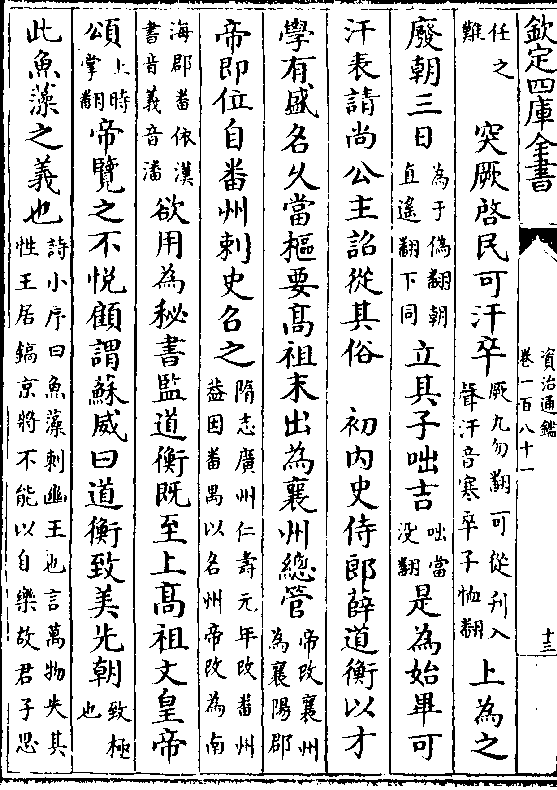 欽定四庫全書
資治通鑑
卷一百八十一
十三
任之
難
突厥啓民可汗卒
厥九勿翻可從刋入
聲汗音寒卒子恤翻
上為之
廢朝三日
為于偽翻朝
直遙翻下同
立其子咄吉
咄當
沒翻
是為始畢可
汗表請尚公主詔從其俗 初內史侍郎薛道衡以才
學有盛名久當樞要髙祖末出為襄州總管
帝改襄州
為襄陽郡
帝即位自番州刺史召之
隋志廣州仁壽元年改番州
葢因番禺以名州帝改為南
海郡番依漢
書音義音潘
欲用為秘書監道衡既至上髙祖文皇帝
頌
上時
掌翻
帝覽之不悅顧謂蘇威曰道衡致美先朝
致極
也
此魚藻之義也
詩小序曰魚藻刺幽王也言萬物失其
性王居鎬京將不能以自樂故君子思